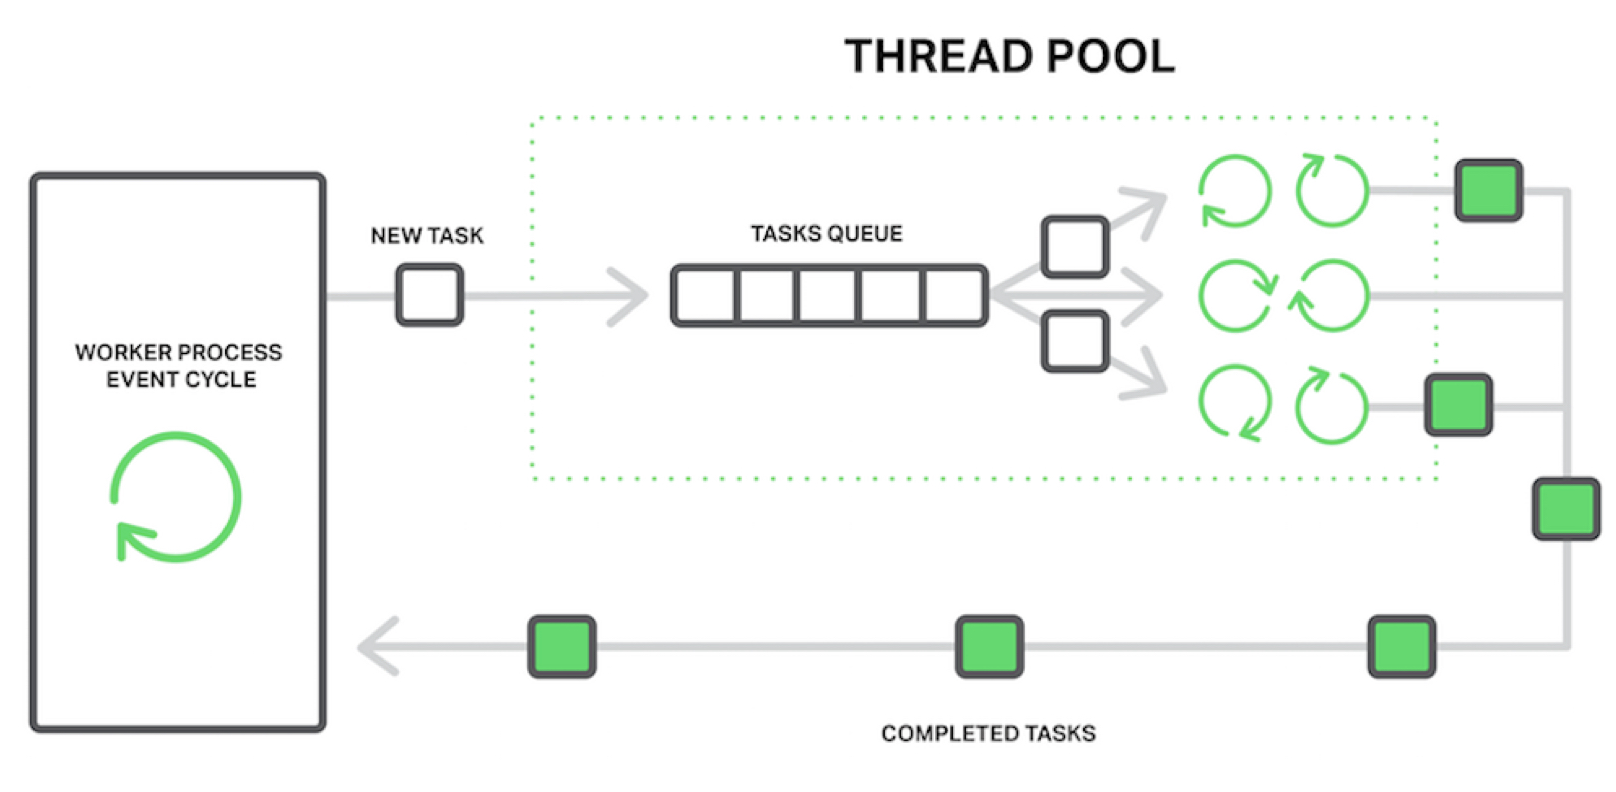 THREAD POOL
NEW TASK
TASKS QUEUE
WORKER PROCESS
EVENT CYCLE
COMPLETED TASKS